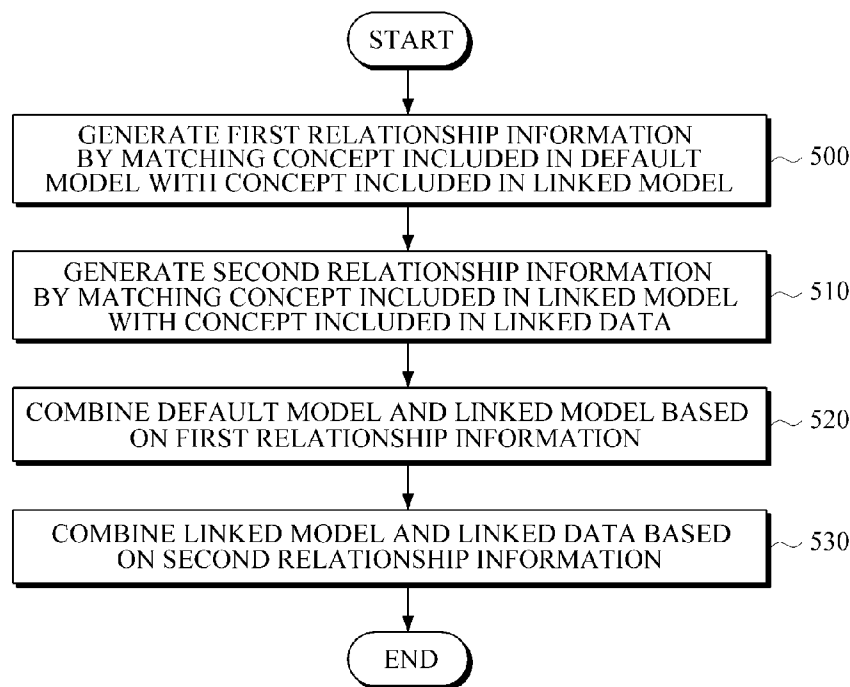 START
GENERATE FIRST RELATIONSHIP INFORMATION
BY MATCHING CONCEPT INCLUDED IN DEFAULT
MODEL WITH CONCEPT INCLUDED IN LINKED MODEL
500
GENERATE SECOND RELATIONSHIP INFORMATION
BY MATCHING CONCEPT INCLUDED IN LINKED MODEL
WITH CONCEPT INCLUDED IN LINKED DATA
510
COMBINE DEFAULT MODEL AND LINKED MODEL BASED
ON FIRST RELATIONSHIP INFORMATION
520
COMBINE LINKED MODEL AND LINKED DATA BASED
ON SECOND RELATIONSHIP INFORMATION
530
END